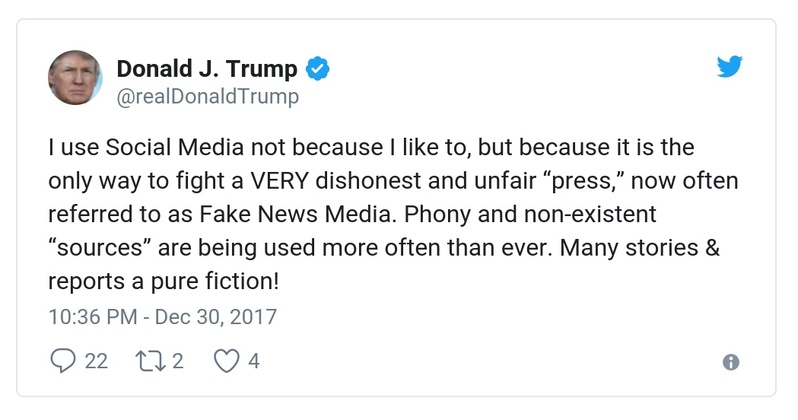 Donald J. Trump
@realDonaldTrump
I use Social Media not because I like to, but because it is the
only way to fight a VERY dishonest and unfair “press,” now often
referred to as Fake News Media. Phony and non-existent
“sources” are being used more often than ever. Many stories &
reports a pure fiction!
10:36 PM - Dec 30, 2017
22 2 4